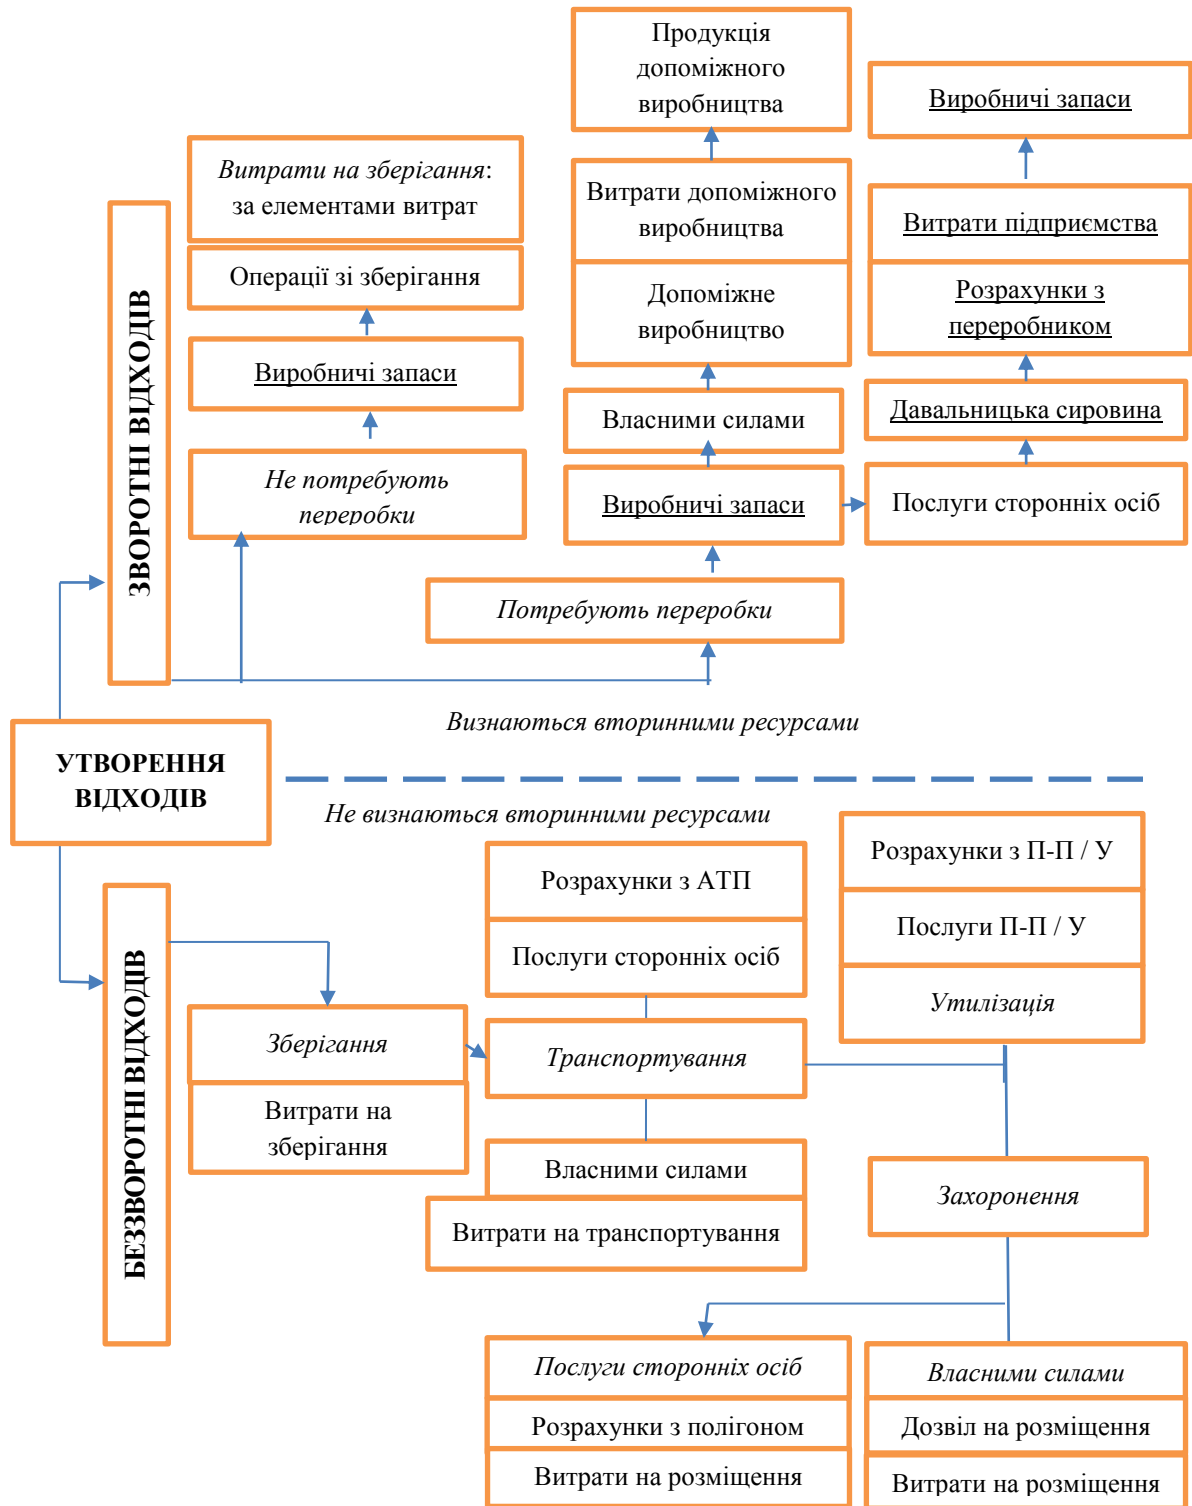 Продукція
допоміжного
виробництва
Виробничі запаси
Витрати на зберігання:
за елементами витрат
Витрати допоміжного
виробництва
Витрати підприємства
Операції зі зберігання
Допоміжне
виробництво
Розрахунки з
переробником
Виробничі запаси
Власними силами
Давальницька сировина
ЗВОРОТНІ ВІДХОДІВ
Не потребують
переробки
Виробничі запаси
Послуги сторонніх осіб
Потребують переробки
Визнаються вторинними ресурсами
УТВОРЕННЯ
ВІДХОДІВ
Не визнаються вторинними ресурсами
Розрахунки з АТП
Розрахунки з П-П / У
Послуги сторонніх осіб
Послуги П-П / У
Утилізація
БЕЗЗВОРОТНІ ВІДХОДІВ
Зберігання
Транспортування
Витрати на
зберігання
Власними силами
Захоронення
Витрати на транспортування
Послуги сторонніх осіб
Власними силами
Розрахунки з полігоном
Дозвіл на розміщення
Витрати на розміщення
Витрати на розміщення